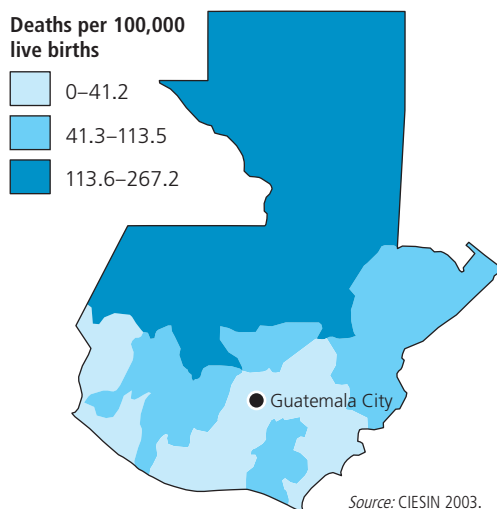 Deaths per 100,000
live births
0–41.2
41.3–113.5
113.6–267.2
Guatemala City
Source: CIESIN 2003.